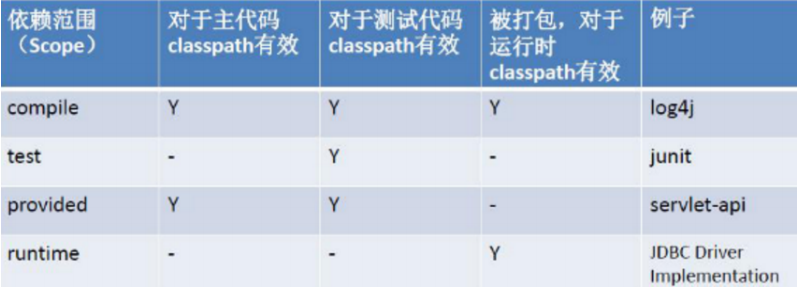 依赖范围 对于主代码 对于测试代码 被打包，对于 例子
（Scope） classpath有效 classpath有效 运行时
classpath有效
compile Y Y Y log4j
test - Y - junit
provided Y Y - servlet-api
runtime - - Y JDBC Driver
Implementation